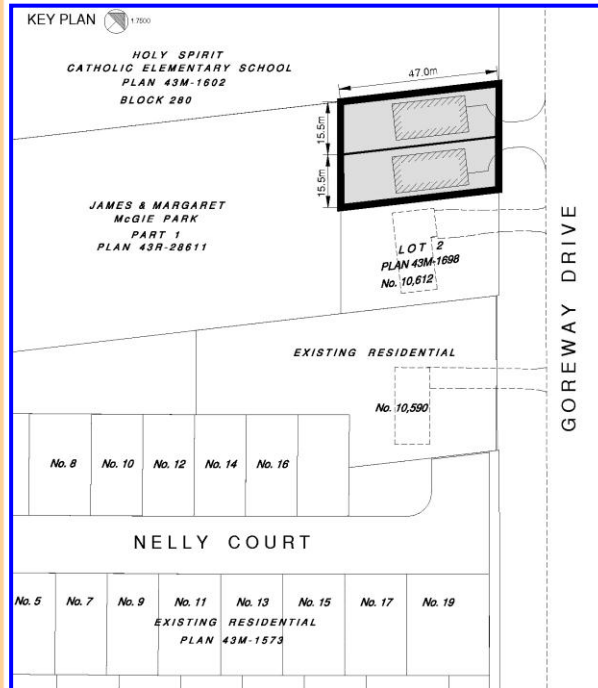 KEY PLAN 1:7500
HOLY SPIRIT
CATHOLIC ELEMENTARY SCHOOL
PLAN 43M-1602
BLOCK 280
47.0m
15.5m
15.5m
JAMES & MARGARET
McGIE PARK
PART 1
PLAN 43R-28611
LOT 2
PLAN 43M-1698
No. 10,612
GOREWAY DRIVE
EXISTING RESIDENTIAL
No. 10,590
No. 8
No. 10
No. 12
No. 14
No. 16
NELLY COURT
No. 5
No. 7
No. 9
No. 11
No. 13
No. 15
No. 17
No. 19
EXISTING RESIDENTIAL
PLAN 43M-1573